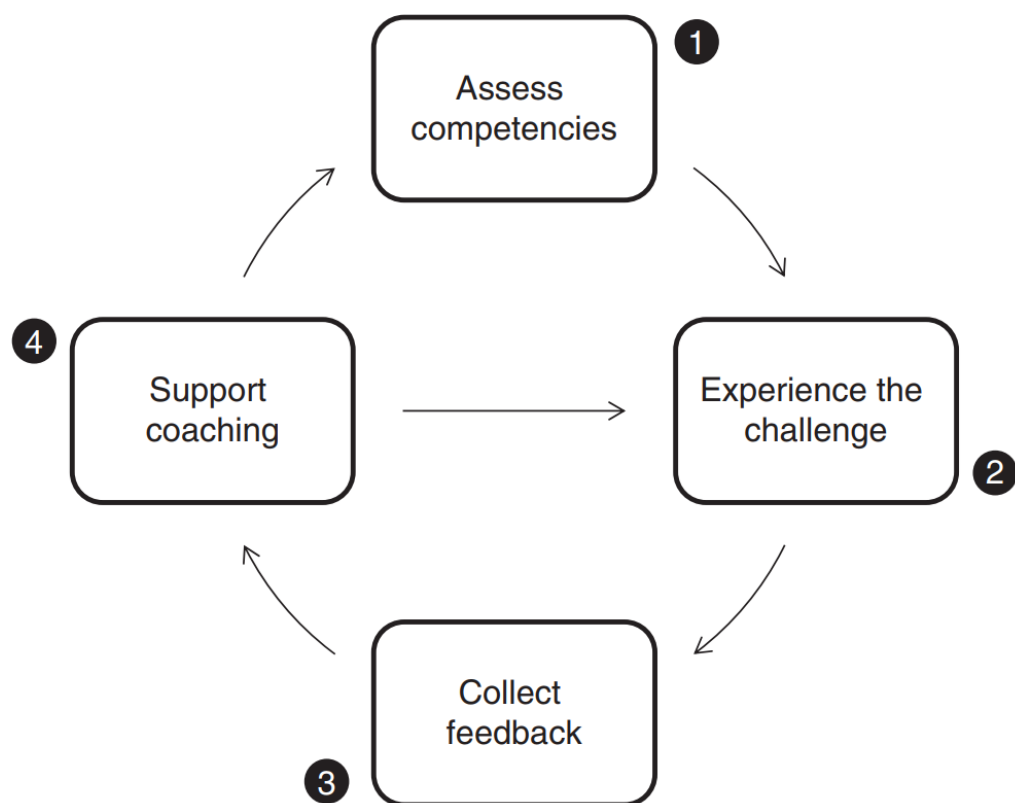 1
Assess
competencies
4
Support
coaching
Experience the
challenge
2
Collect
feedback
3